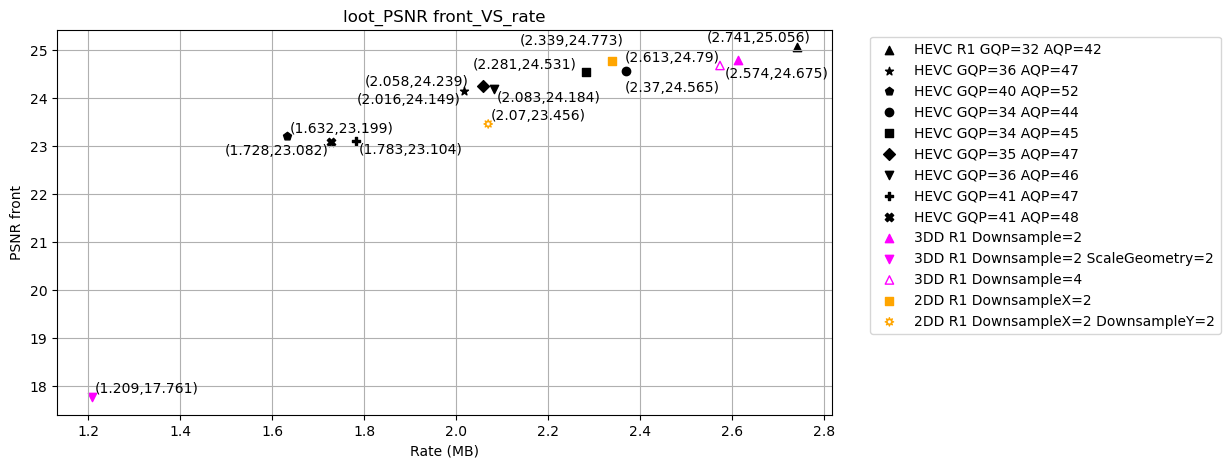 loot_PSNR front_VS_rate
(2.741,25.056)
(2.339,24.773)
(2.613,24.79)
(2.281,24.531)
(2.574,24.675)
(2.058,24.239)
(2.37,24.565)
(2.016,24.149)
(2.083,24.184)
(2.07,23.456)
(1.632,23.199)
(1.728,23.082)
(1.783,23.104)
(1.209,17.761)
25
24
23
22
21
20
19
18
PSNR front
1.2 1.4 1.6 1.8 2.0 2.2 2.4 2.6 2.8
Rate (MB)
HEVC R1 GQP=32 AQP=42
HEVC GQP=36 AQP=47
HEVC GQP=40 AQP=52
HEVC GQP=34 AQP=44
HEVC GQP=34 AQP=45
HEVC GQP=35 AQP=47
HEVC GQP=36 AQP=46
HEVC GQP=41 AQP=47
HEVC GQP=41 AQP=48
3DD R1 Downsample=2
3DD R1 Downsample=2 ScaleGeometry=2
3DD R1 Downsample=4
2DD R1 DownsampleX=2
2DD R1 DownsampleX=2 DownsampleY=2